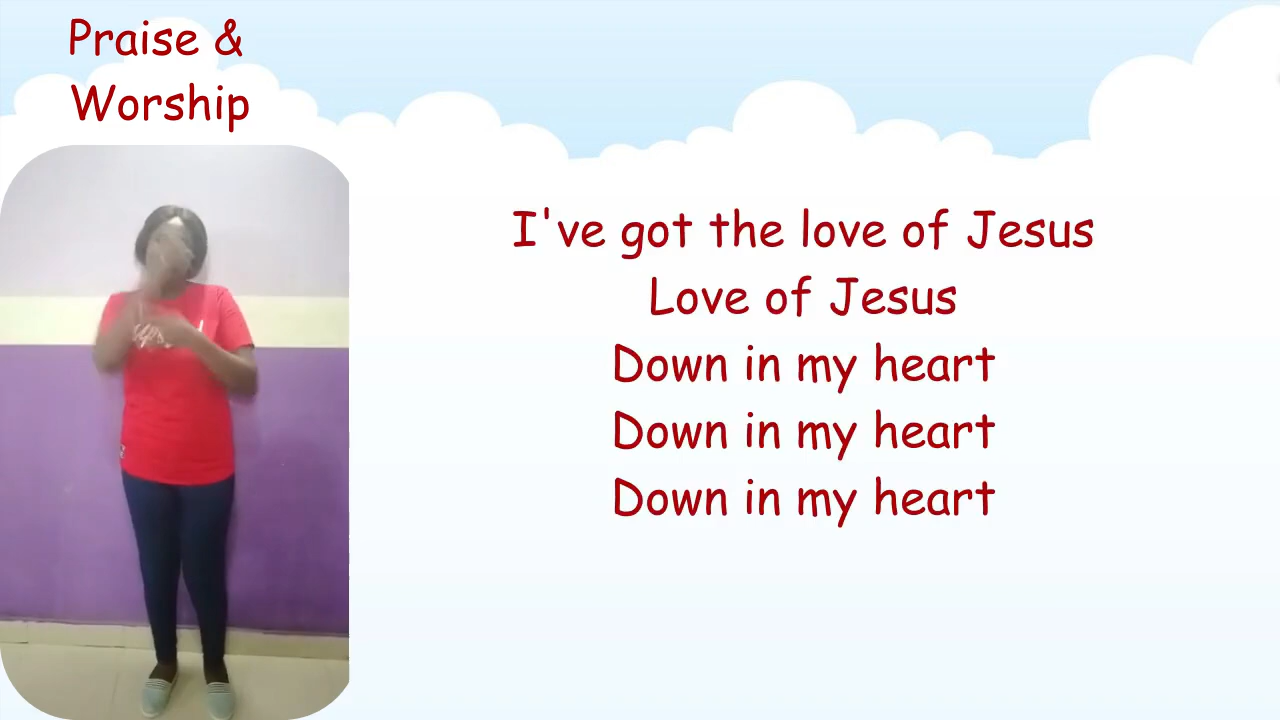 Praise &
Worship
I've got the love of Jesus
Love of Jesus
Down in my heart
Down in my heart
Down in my heart